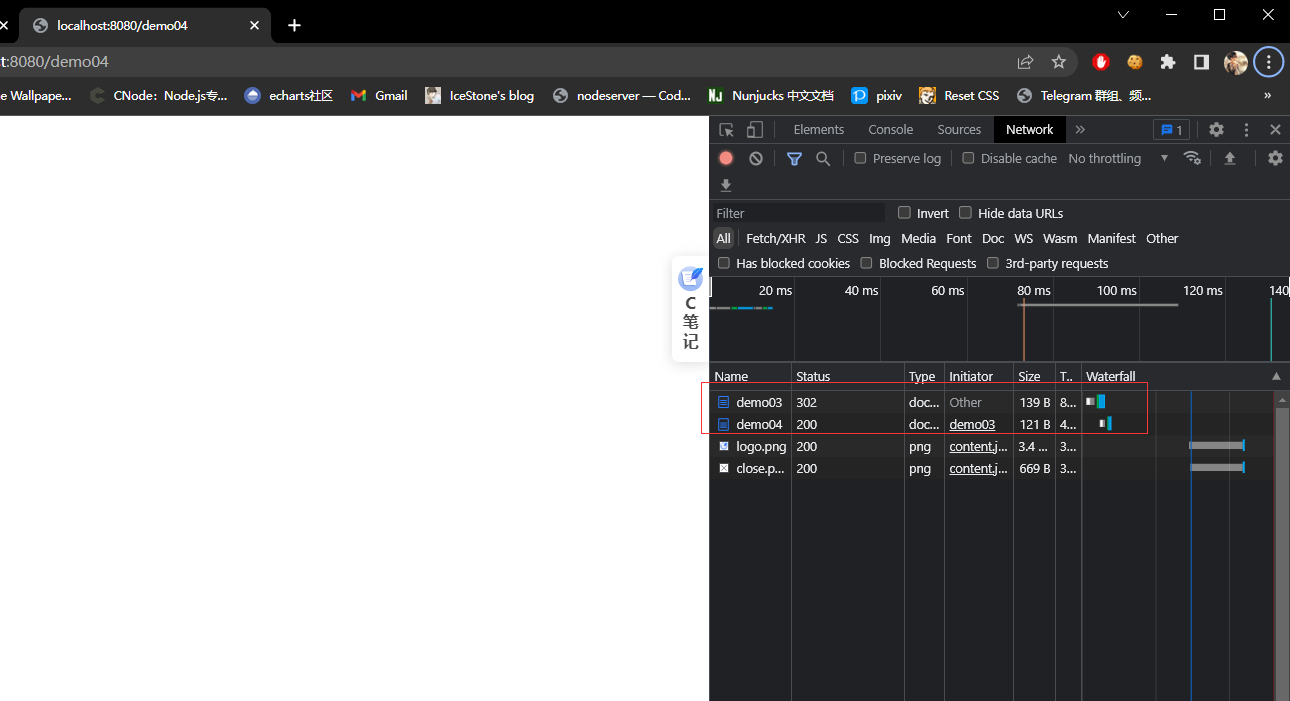 localhost:8080/demo04
t:8080/demo04
e Wallpape... CNode：Node.js专... echarts社区 Gmail IceStone's blog nodeserver — Cod... Nunjucks 中文文档 pixiv Reset CSS Telegram 群组、频... »
Elements Console Sources Network » 1
Preserve log Disable cache No throttling
Filter Invert Hide data URLs
All Fetch/XHR JS CSS Img Media Font Doc WS Wasm Manifest Other
Has blocked cookies Blocked Requests 3rd-party requests
20 ms 40 ms 60 ms 80 ms 100 ms 120 ms 140
C
笔
记
Name Status Type Initiator Size T.. Waterfall
demo03 302 doc... Other 139 B 8...
demo04 200 doc... demo03 121 B 4...
logo.png 200 png content.j... 3.4 ... 3...
close.p... 200 png content.j... 669 B 3...